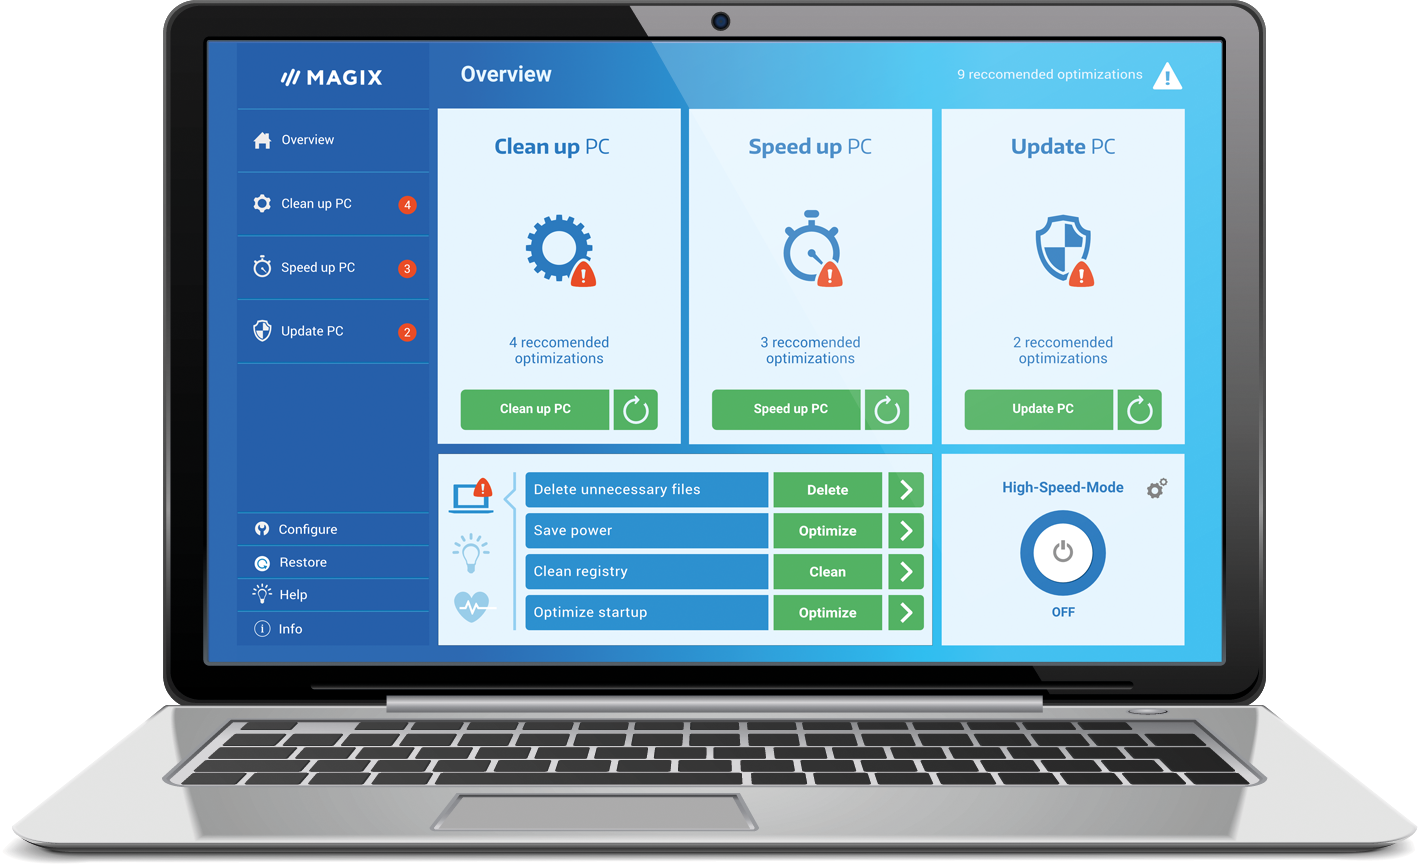 MAGIX
Overview
9 reccomended optimizations
Overview
Clean up PC
4
Speed up PC
3
Update PC
2
Configure
Restore
Help
Info
Clean up PC
4 reccomended
optimizations
Clean up PC
Speed up PC
3 reccomended
optimizations
Speed up PC
Update PC
2 reccomended
optimizations
Update PC
Delete unnecessary files
Delete
Save power
Optimize
Clean registry
Clean
Optimize startup
Optimize
High-Speed-Mode
OFF